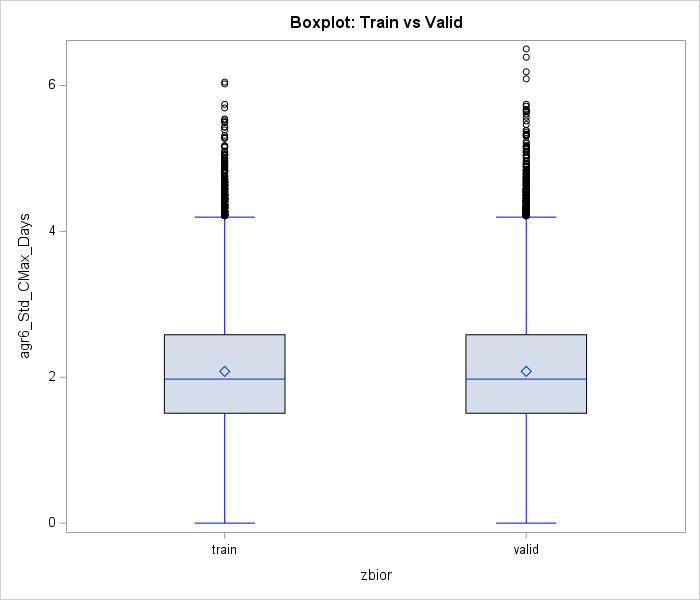 Boxplot: Train vs Valid
agr6_Std_CMax_Days
6
4
2
0
train
valid
zbior